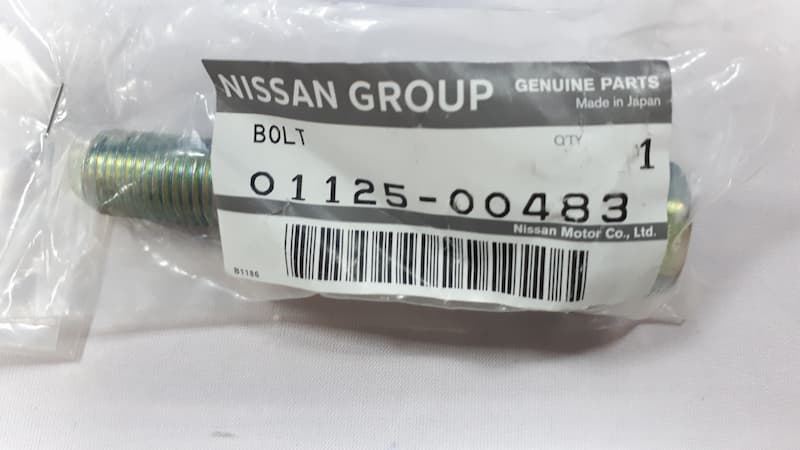 NISSAN GROUP GENUINE PARTS
Made in Japan
BOLT QTY 1
01125-00483
Nissan Motor Co., Ltd.
B1186